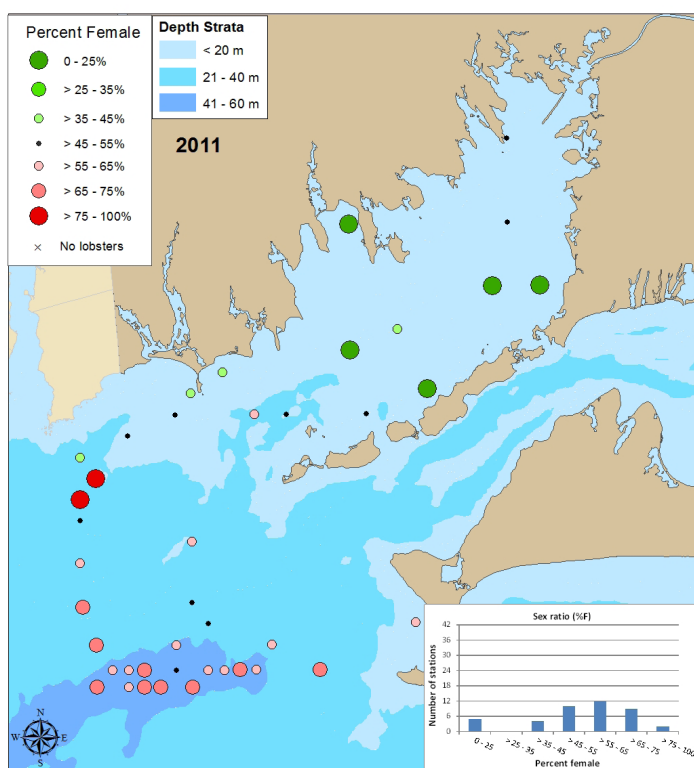 Percent Female
0 - 25%
> 25 - 35%
> 35 - 45%
> 45 - 55%
> 55 - 65%
> 65 - 75%
> 75 - 100%
No lobsters
Depth Strata
< 20 m
21 - 40 m
41 - 60 m
2011
N
W E
S
Sex ratio (%F)
Number of stations
42
36
30
24
18
12
6
0
0 - 25
> 25 - 35
> 35 - 45
> 45 - 55
> 55 - 65
> 65 - 75
> 75 - 100
Percent female